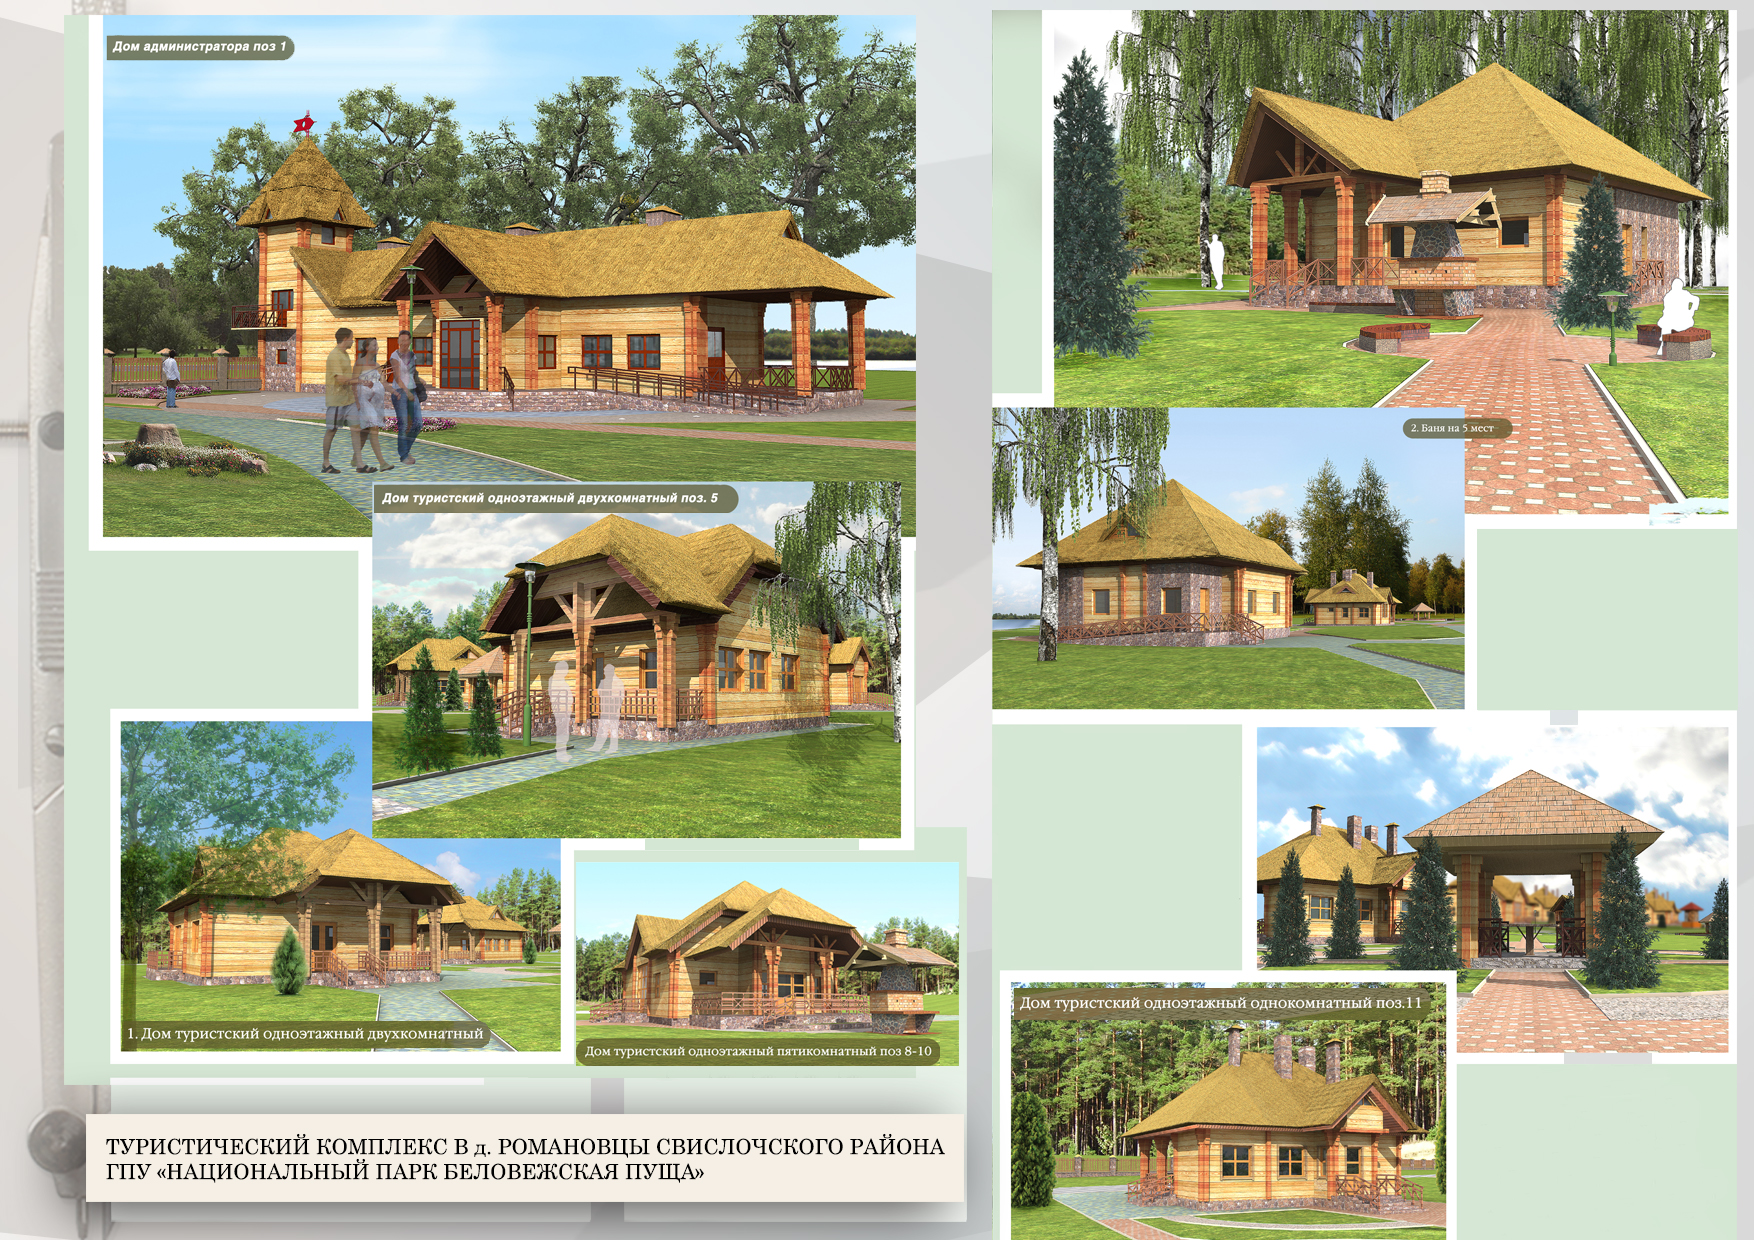 Дом администратора поз 1
Дом туристский одноэтажный двухкомнатный поз. 5
1. Дом туристский одноэтажный двухкомнатный
Дом туристский одноэтажный пятикомнатный поз 8-10
ТУРИСТИЧЕСКИЙ КОМПЛЕКС В д. РОМАНОВЦЫ СВИСЛОЧСКОГО РАЙОНА
ГПУ «НАЦИОНАЛЬНЫЙ ПАРК БЕЛОВЕЖСКАЯ ПУЩА»
2. Баня на 5 мест
Дом туристский одноэтажный однокомнатный поз.11